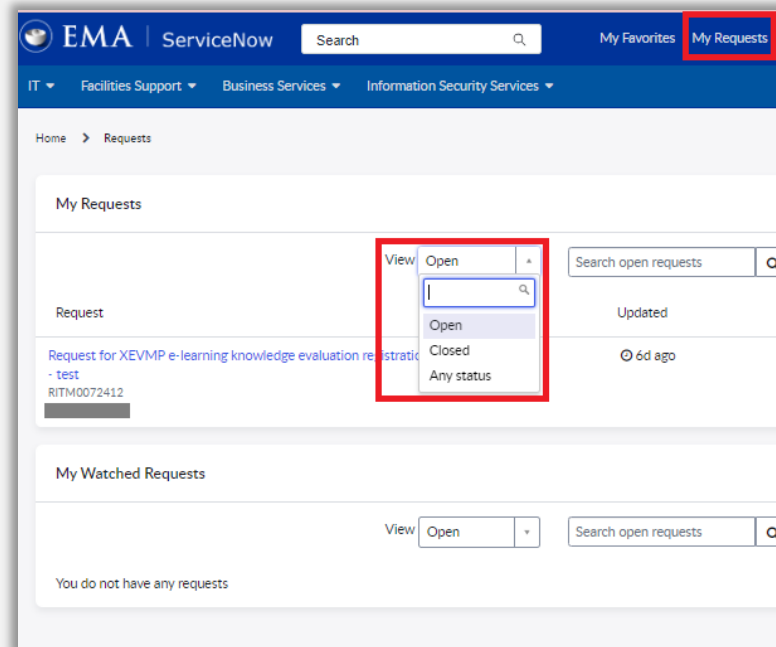 EMA ServiceNow Search My Favorites My Requests
IT Facilities Support Business Services Information Security Services
Home Requests
My Requests
View Open Search open requests
Open
Closed
Any status
Request Updated
Request for XEVMP e-learning knowledge evaluation 6d ago
- test
RITM0072412
My Watched Requests
View Open Search open requests
You do not have any requests